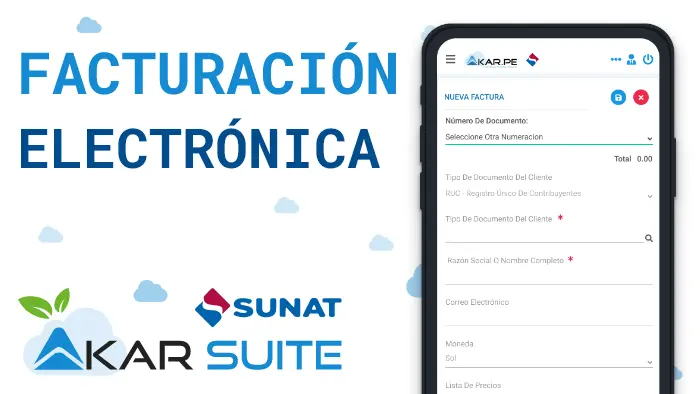 FACTURACIÓN
ELECTRÓNICA
SUNAT
AKAR SUITE
AKAR.PE
NUEVA FACTURA
Número De Documento:
Seleccione Otra Numeracion
Total 0.00
Tipo De Documento Del Cliente
RUC - Registro Único De Contribuyentes
Tipo De Documento Del Cliente *
Razón Social O Nombre Completo *
Correo Electrónico
Moneda
Sol
Lista De Precios